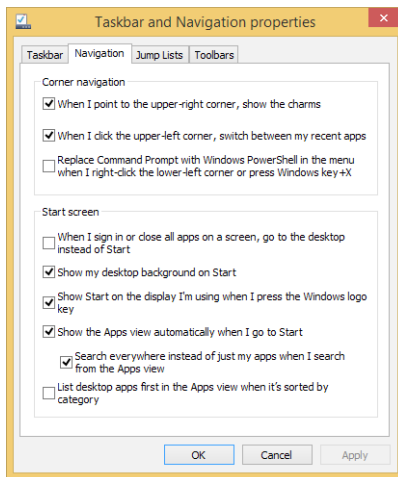 Taskbar and Navigation properties
Taskbar Navigation Jump Lists Toolbars
Corner navigation
When I point to the upper-right corner, show the charms
When I click the upper-left corner, switch between my recent apps
Replace Command Prompt with Windows PowerShell in the menu
when I right-click the lower-left corner or press Windows key+X
Start screen
When I sign in or close all apps on a screen, go to the desktop
instead of Start
Show my desktop background on Start
Show Start on the display I'm using when I press the Windows logo
key
Show the Apps view automatically when I go to Start
Search everywhere instead of just my apps when I search
from the Apps view
List desktop apps first in the Apps view when it's sorted by
category
OK Cancel Apply